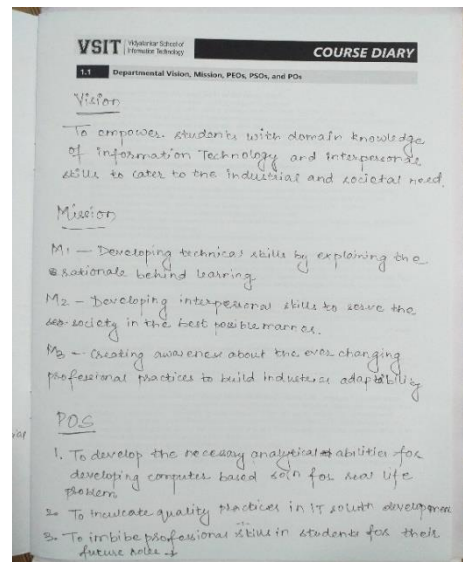 VSIT Vidyalankar School of
Information Technology
COURSE DIARY
1.1 Departmental Vision, Mission, PEOs, PSOs, and POs
Vision
To empower students with domain knowledge
of information Technology and interpersonal
skills to cater to the industrial and societal need.
Mission
M1 - Developing technical skills by explaining the
rationale behind learning
M2 - Developing interpersonal skills to serve the
society in the best possible manner.
M3 - Creating awareness about the ever changing
professional practices to build industrial adaptability
POS
1. To develop the necessary analytical abilities for
developing computer based soln for real life
problem
2. To inculcate quality practices in IT development
3. To imbibe professional skills in students for their
future roles